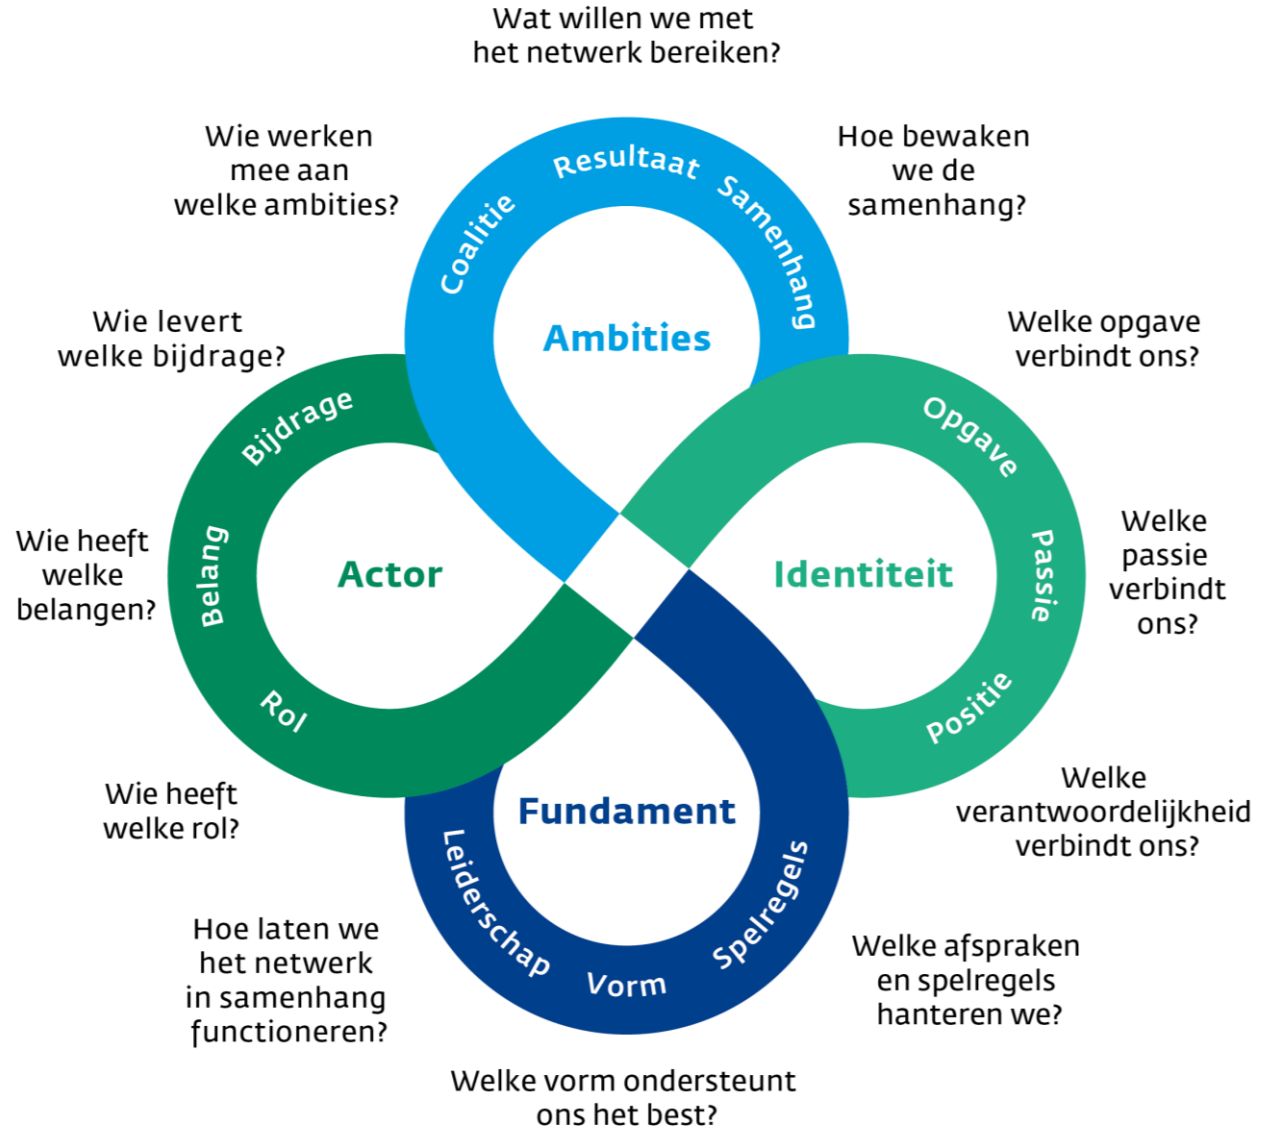 Wat willen we met
het netwerk bereiken?
Wie werken
mee aan
welke ambities?
Hoe bewaken
we de
samenhang?
Coalitie
Resultaat
Samenhang
Ambities
Wie levert
welke bijdrage?
Welke opgave
verbindt ons?
Bijdrage
Belang
Rol
Actor
Opgave
Passie
Positie
Identiteit
Wie heeft
welke
belangen?
Welke
passie
verbindt
ons?
Wie heeft
welke rol?
Welke
verantwoordelijkheid
verbindt ons?
Fundament
Leiderschap
Vorm
Spelregels
Hoe laten we
het netwerk
in samenhang
functioneren?
Welke afspraken
en spelregels
hanteren we?
Welke vorm ondersteunt
ons het best?